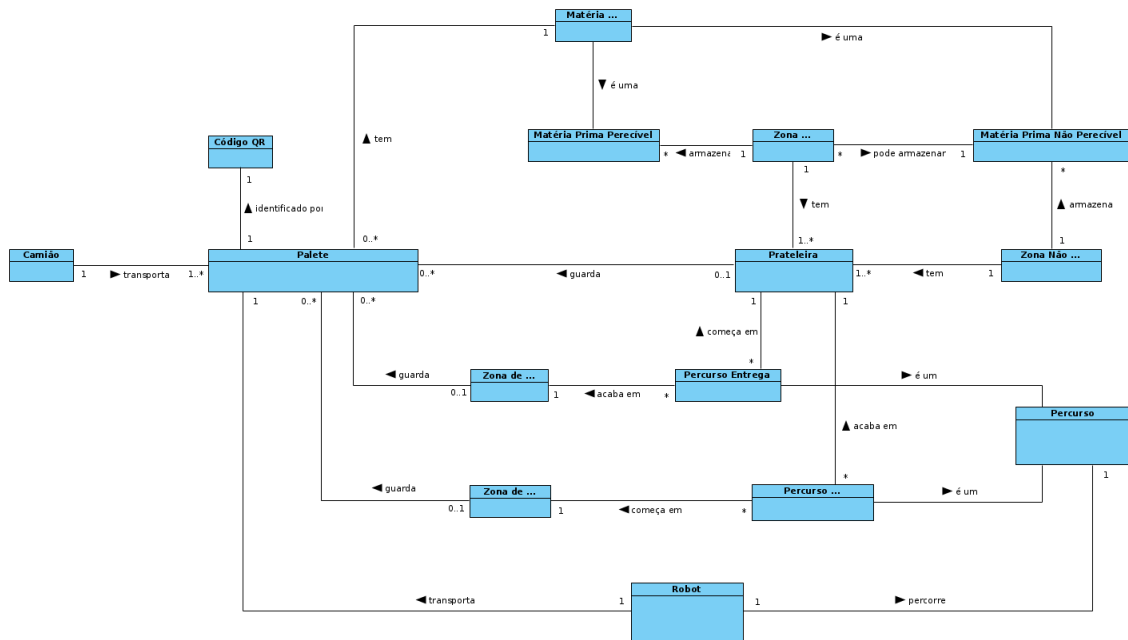 Matéria ...
1
é uma
é uma
Código QR
Matéria Prima Perecível
Zona ...
Matéria Prima Não Perecível
tem
* armazena 1
* pode armazenar 1
1
1
*
identificado por
tem
armazena
1
0..*
1..*
1
Camião
Palete
Prateleira
Zona Não ...
1 transporta 1..*
0..* guarda 0..1
1..* tem 1
1
0..*
0..*
1
1
começa em
*
guarda
Zona de ...
Percurso Entrega
é um
0..1
1 acaba em *
Percurso
acaba em
*
1
guarda
Zona de ...
Percurso ...
é um
0..1
1 começa em *
Robot
transporta 1
1 percorre